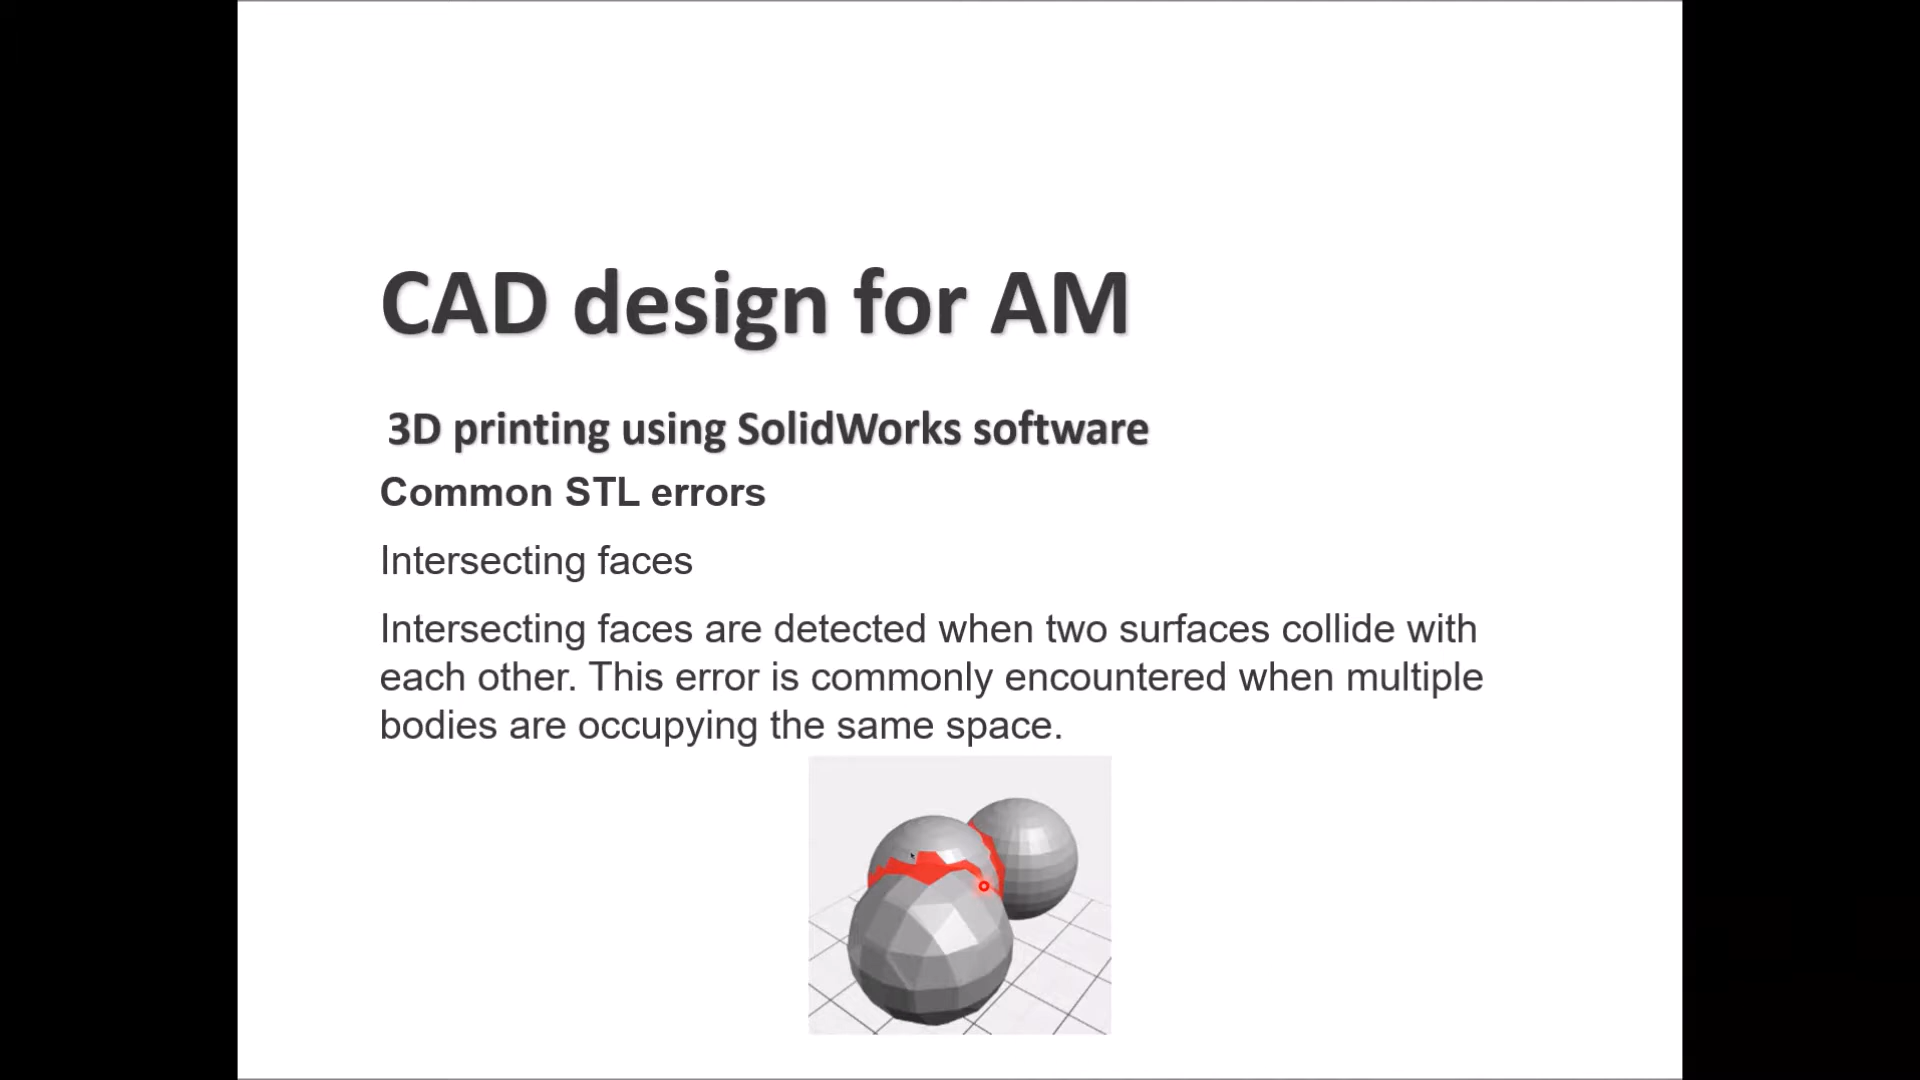 CAD design for AM
3D printing using SolidWorks software
Common STL errors
Intersecting faces
Intersecting faces are detected when two surfaces collide with
each other. This error is commonly encountered when multiple
bodies are occupying the same space.